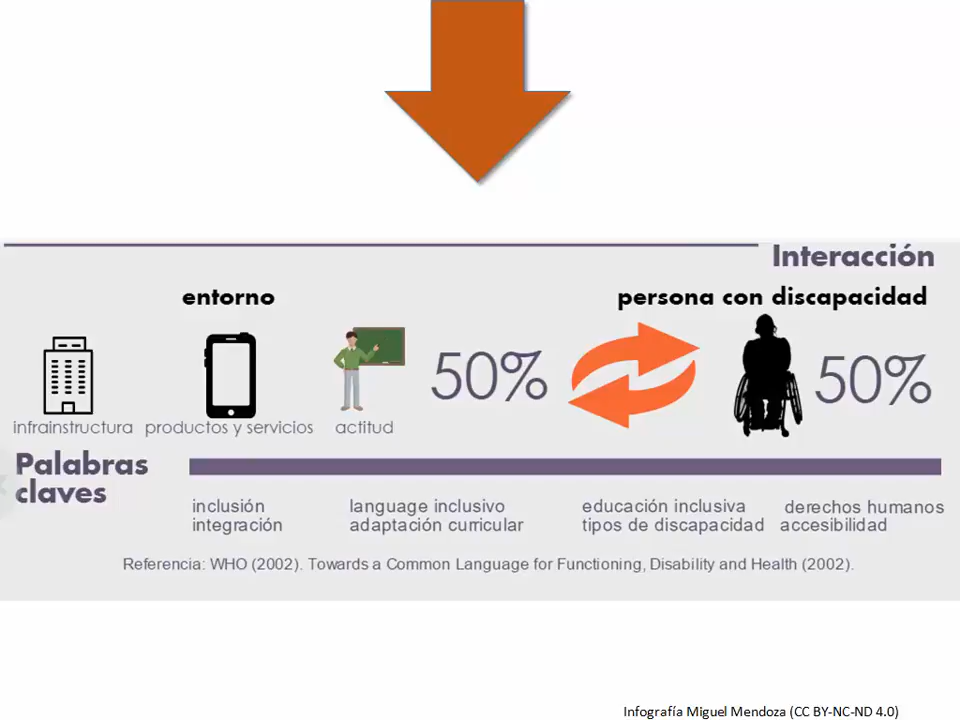 Interacción
entorno
persona con discapacidad
50%
50%
infrainstructura
productos y servicios
actitud
Palabras
claves
inclusión
integración
language inclusivo
adaptación curricular
educación inclusiva
tipos de discapacidad
derechos humanos
accesibilidad
Referencia: WHO (2002). Towards a Common Language for Functioning, Disability and Health (2002).
Infografía Miguel Mendoza (CC BY-NC-ND 4.0)